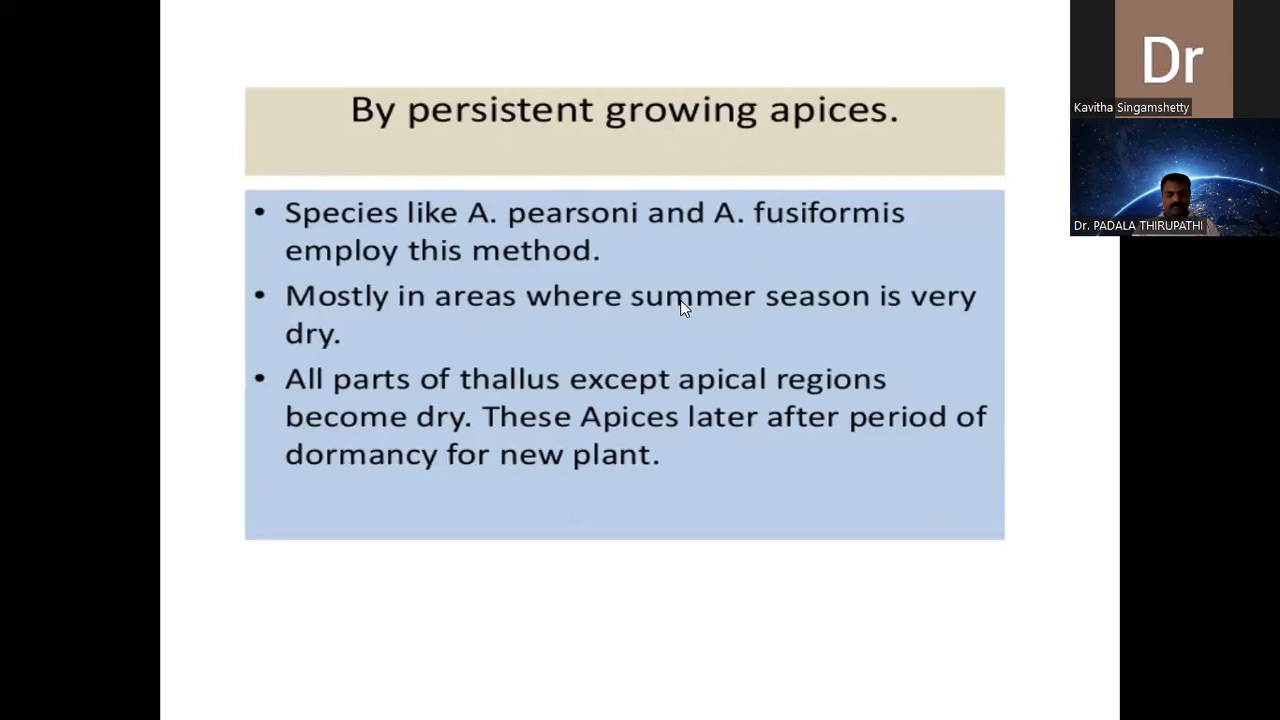 By persistent growing apices.
• Species like A. pearsoni and A. fusiformis
employ this method.
• Mostly in areas where summer season is very
dry.
• All parts of thallus except apical regions
become dry. These Apices later after period of
dormancy for new plant.
Dr
Kavitha Singamshetty
Dr. PADALA THIRUPATHI